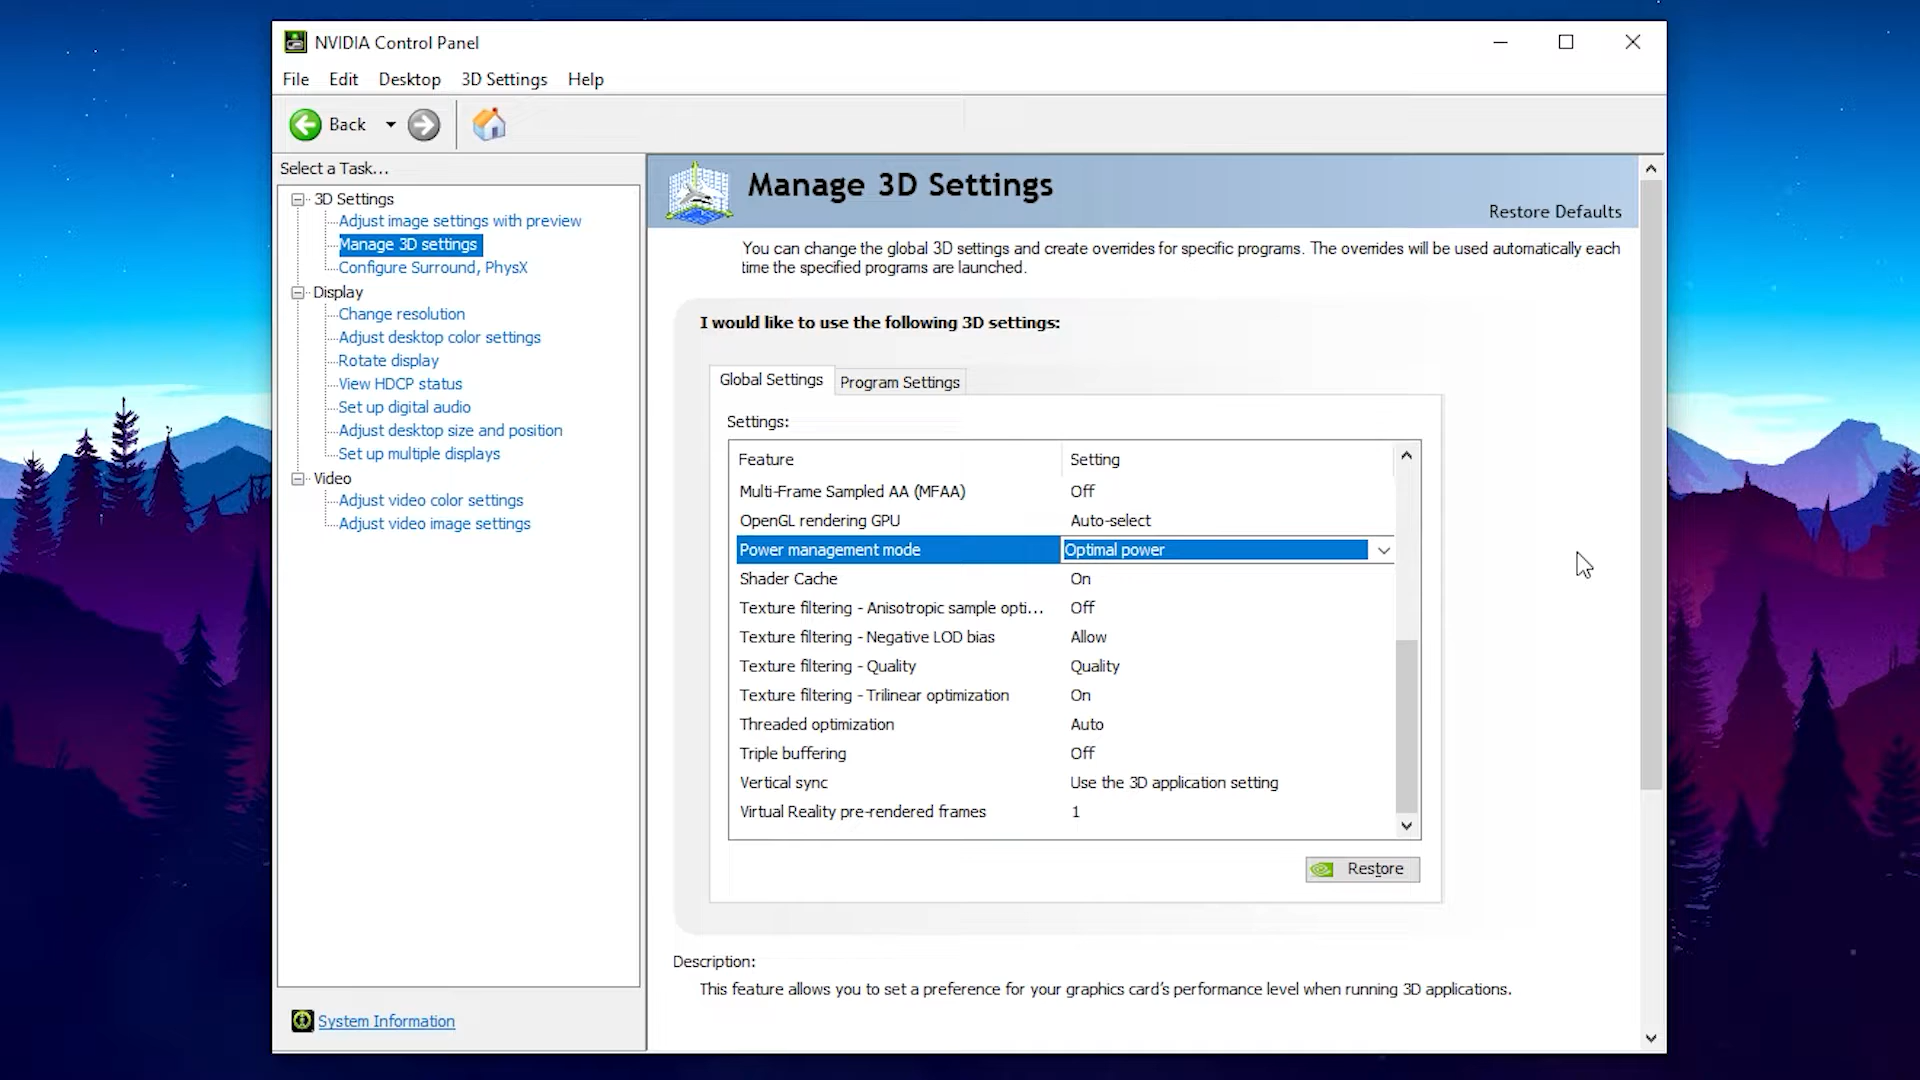 NVIDIA Control Panel
File Edit Desktop 3D Settings Help
Back
Select a Task...
3D Settings
Adjust image settings with preview
Manage 3D settings
Configure Surround, PhysX
Display
Change resolution
Adjust desktop color settings
Rotate display
View HDCP status
Set up digital audio
Adjust desktop size and position
Set up multiple displays
Video
Adjust video color settings
Adjust video image settings
System Information
Manage 3D Settings
Restore Defaults
You can change the global 3D settings and create overrides for specific programs. The overrides will be used automatically each
time the specified programs are launched.
I would like to use the following 3D settings:
Global Settings Program Settings
Settings:
Feature Setting
Multi-Frame Sampled AA (MFAA) Off
OpenGL rendering GPU Auto-select
Power management mode Optimal power
Shader Cache On
Texture filtering - Anisotropic sample opti... Off
Texture filtering - Negative LOD bias Allow
Texture filtering - Quality Quality
Texture filtering - Trilinear optimization On
Threaded optimization Auto
Triple buffering Off
Vertical sync Use the 3D application setting
Virtual Reality pre-rendered frames 1
Restore
Description:
This feature allows you to set a preference for your graphics card's performance level when running 3D applications.